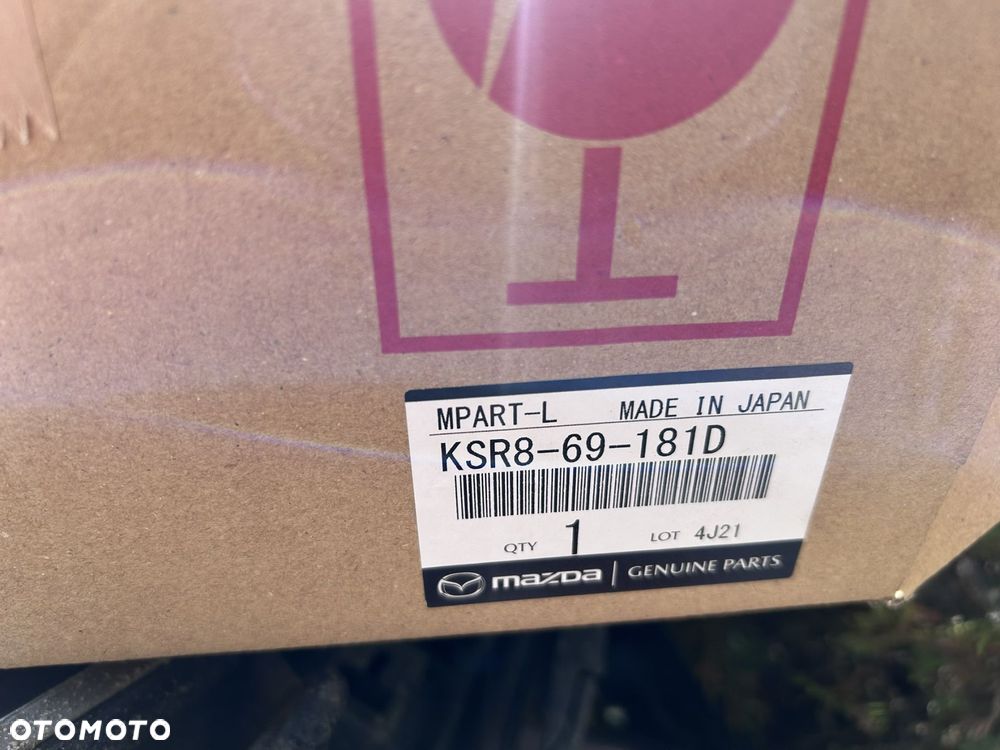 MPART-L MADE IN JAPAN
KSR8-69-181D
QTY 1 LOT 4J21
mazda | GENUINE PARTS
OTOMOTO